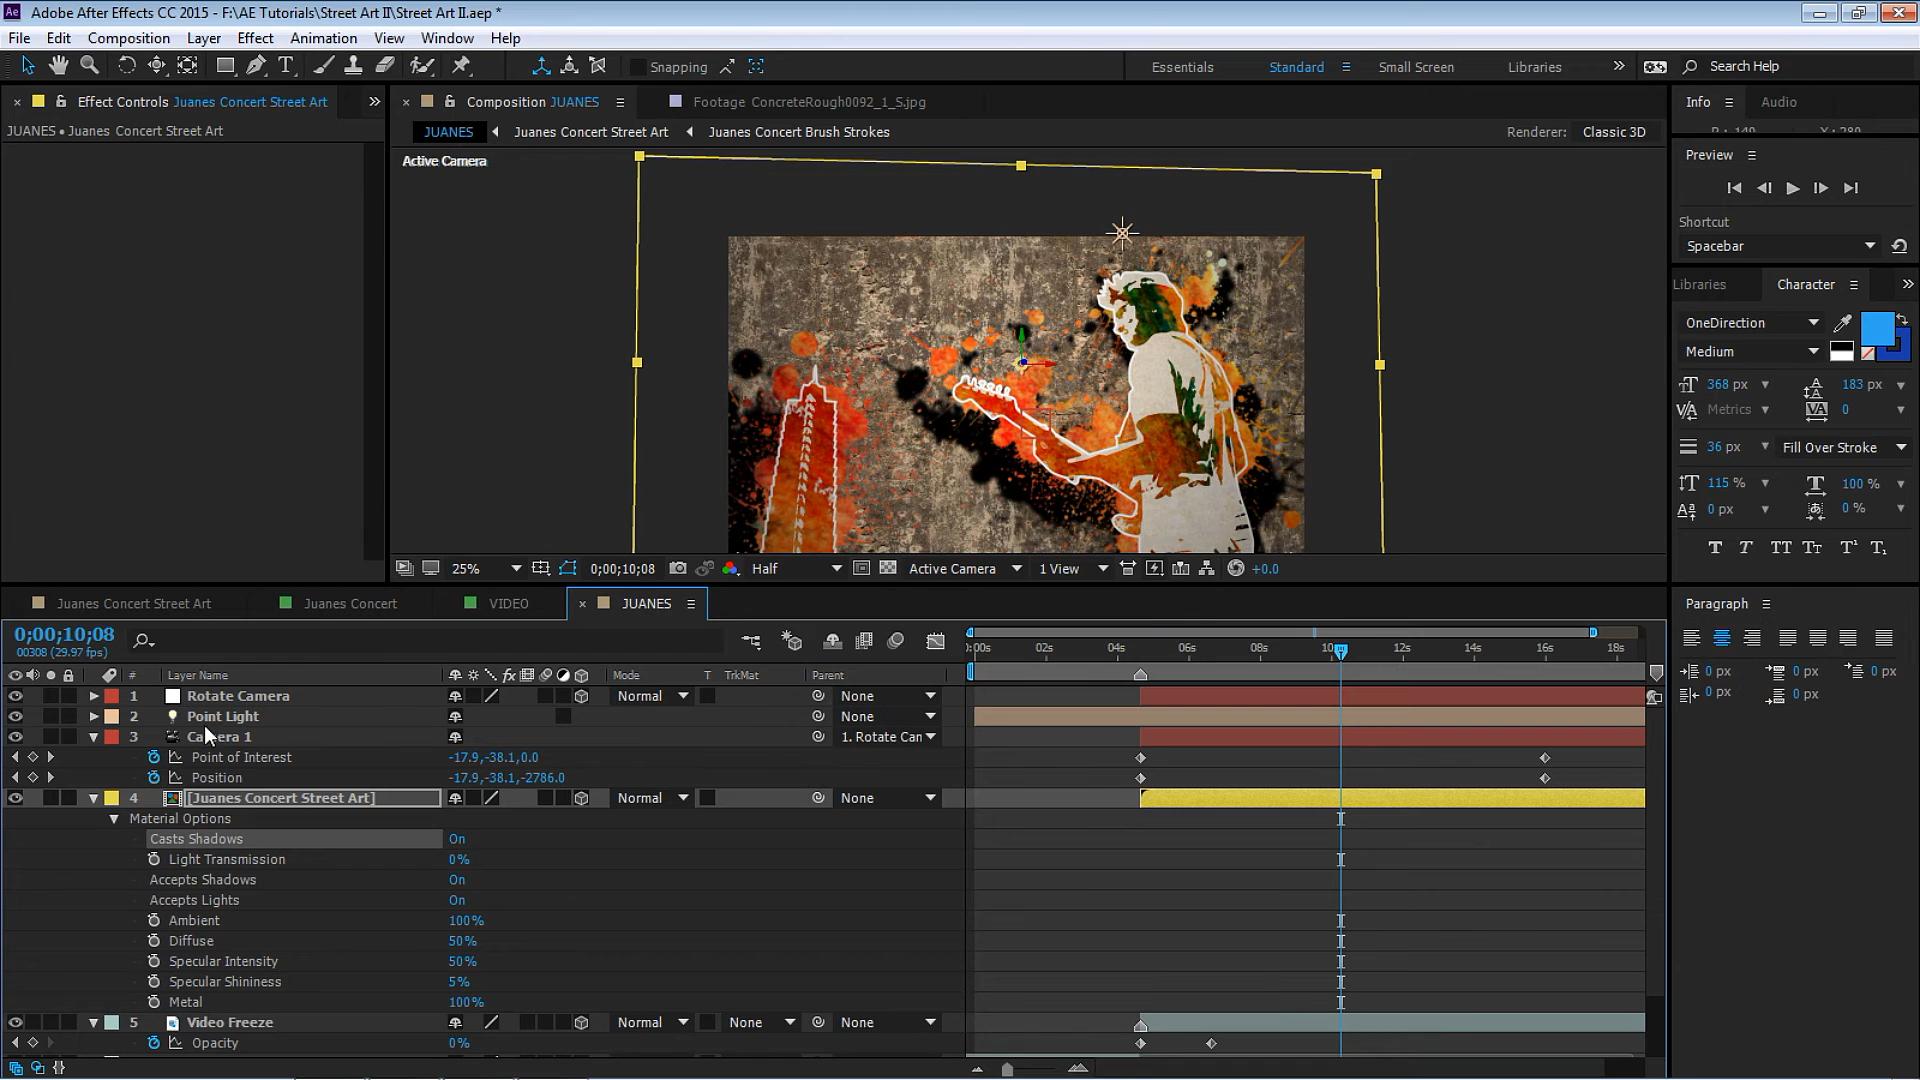 Adobe After Effects CC 2015 - F:\AE Tutorials\Street Art II\Street Art II.aep *
File Edit Composition Layer Effect Animation View Window Help
Snapping Essentials Standard Small Screen Libraries Search Help
Effect Controls Juanes Concert Street Art
Composition JUANES Footage ConcreteRough0092_1_S.jpg
Info Audio
JUANES • Juanes Concert Street Art
JUANES Juanes Concert Street Art Juanes Concert Brush Strokes Renderer: Classic 3D
Active Camera
Preview
Shortcut
Spacebar
Libraries Character
OneDirection
Medium
368 px 183 px
Metrics 0
36 px Fill Over Stroke
115 % 100 %
0 px 0 %
25% 0;00;10;08 Half Active Camera 1 View +0.0
Juanes Concert Street Art Juanes Concert VIDEO JUANES
Paragraph
0;00;10;08
00308 (29.97 fps)
02s 04s 06s 08s 12s 14s 16s 18s
0 px 0 px 0 px
0 px 0 px
# Layer Name Mode T TrkMat Parent
1 Rotate Camera Normal None
2 Point Light None
3 Camera 1 1. Rotate Can
Point of Interest -17.9,-38.1,0.0
Position -17.9,-38.1,-2786.0
4 [Juanes Concert Street Art] Normal None
Material Options
Casts Shadows On
Light Transmission 0%
Accepts Shadows On
Accepts Lights On
Ambient 100%
Diffuse 50%
Specular Intensity 50%
Specular Shininess 5%
Metal 100%
5 Video Freeze Normal None None
Opacity 0%